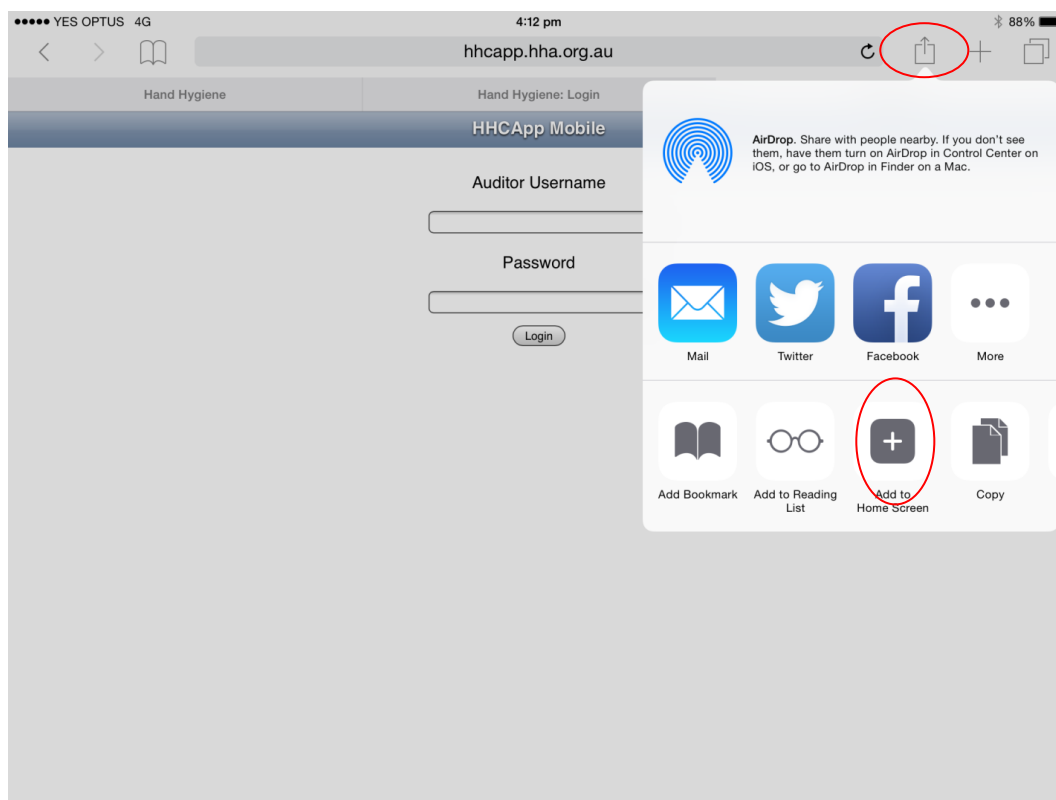 YES OPTUS 4G 4:12 pm 88%
hhcapp.hha.org.au
Hand Hygiene Hand Hygiene: Login
HHCApp Mobile
Auditor Username
Password
Login
AirDrop. Share with people nearby. If you don't see
them, have them turn on AirDrop in Control Center on
iOS, or go to AirDrop in Finder on a Mac.
Mail Twitter Facebook More
Add Bookmark Add to Reading List Add to Home Screen Copy